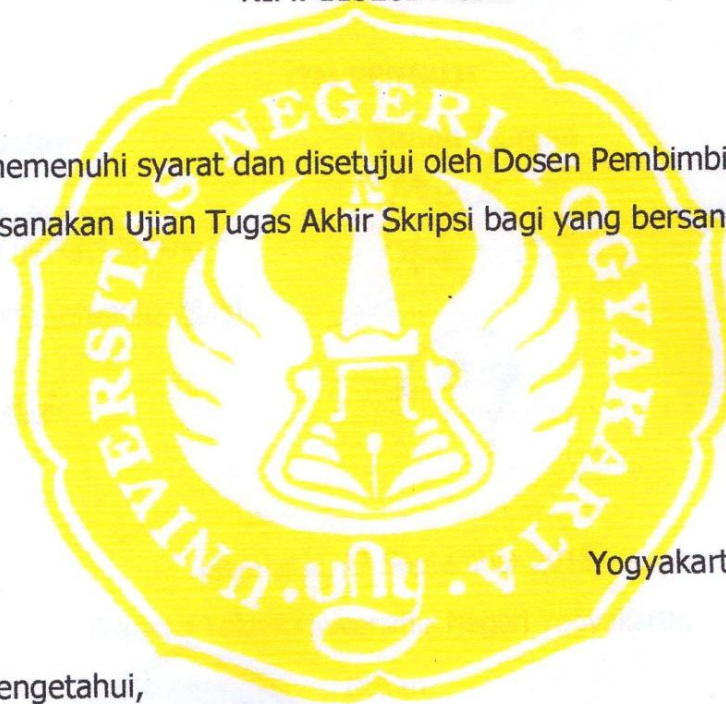 UNIVERSITAS NEGERI YOGYAKARTA
memenuhi syarat dan disetujui oleh Dosen Pembimbi
sanakan Ujian Tugas Akhir Skripsi bagi yang bersan
uny
Yogyakart
engetahui,